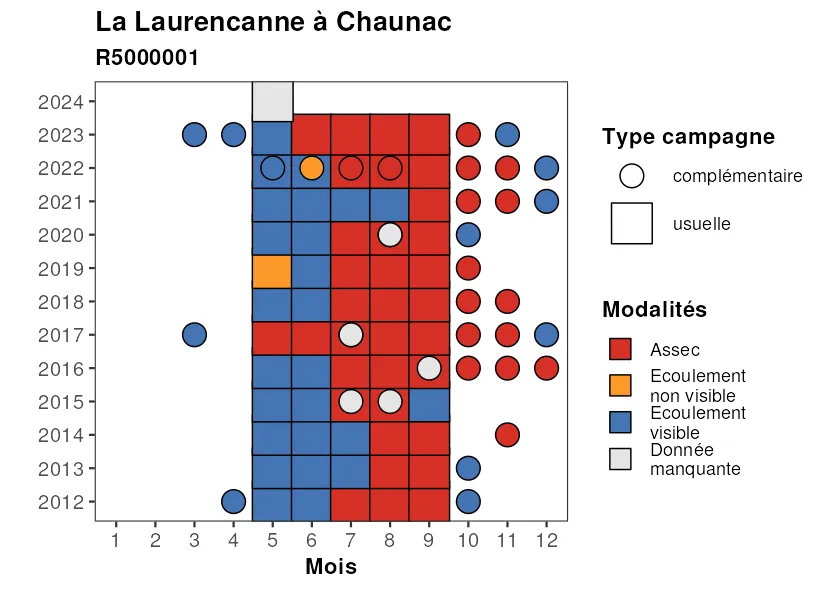 La Laurencanne à Chaunac
R5000001
2024
2023
2022
2021
2020
2019
2018
2017
2016
2015
2014
2013
2012
1 2 3 4 5 6 7 8 9 10 11 12
Mois
Type campagne
complémentaire
usuelle
Modalités
Assec
Ecoulement
non visible
Ecoulement
visible
Donnée
manquante